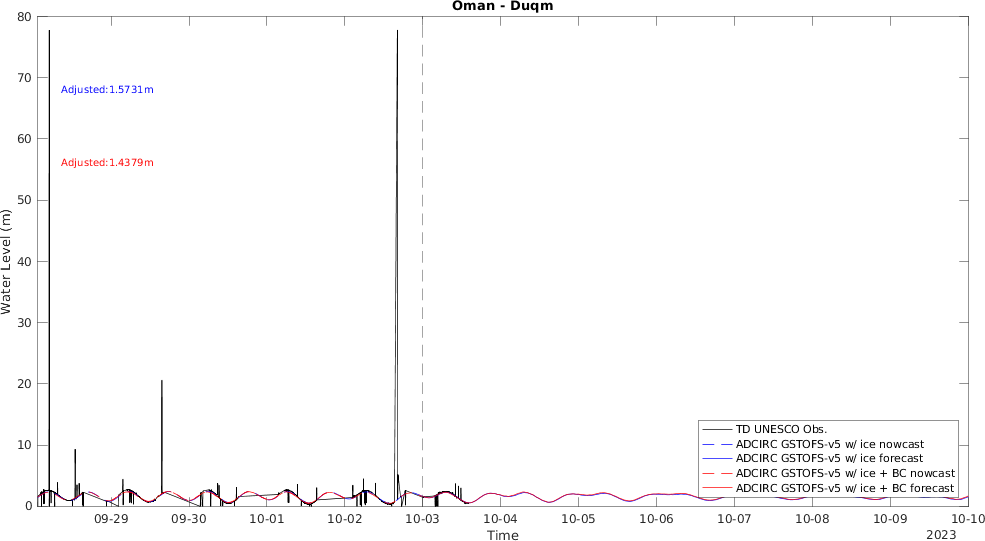 Oman - Duqm
80
70
60
50
40
30
20
10
0
Water Level (m)
Adjusted:1.5731m
Adjusted:1.4379m
TD UNESCO Obs.
ADCIRC GSTOFS-v5 w/ ice nowcast
ADCIRC GSTOFS-v5 w/ ice forecast
ADCIRC GSTOFS-v5 w/ ice + BC nowcast
ADCIRC GSTOFS-v5 w/ ice + BC forecast
09-29 09-30 10-01 10-02 10-03 10-04 10-05 10-06 10-07 10-08 10-09 10-10
Time
2023